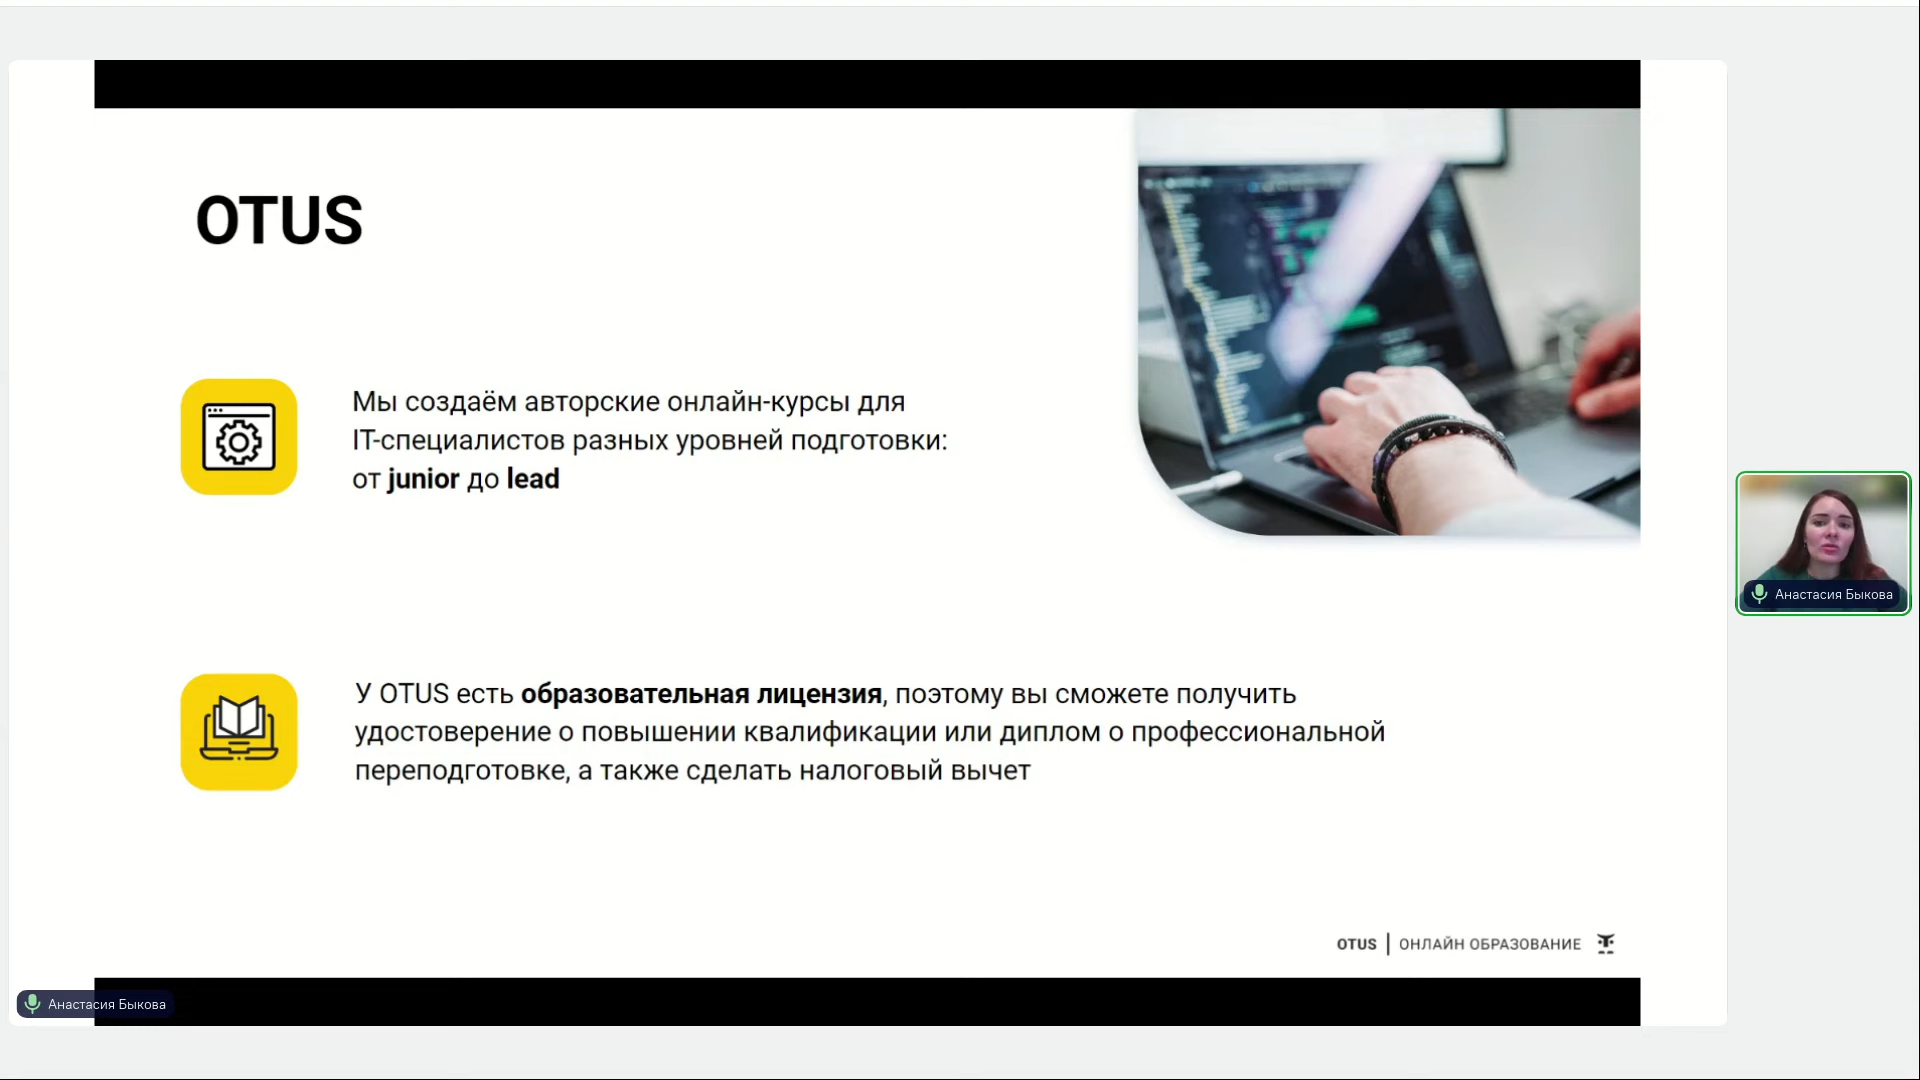 OTUS
Мы создаём авторские онлайн-курсы для
IT-специалистов разных уровней подготовки:
от junior до lead
У OTUS есть образовательная лицензия, поэтому вы сможете получить
удостоверение о повышении квалификации или диплом о профессиональной
переподготовке, а также сделать налоговый вычет
OTUS | ОНЛАЙН ОБРАЗОВАНИЕ
Анастасия Быкова
Анастасия Быкова